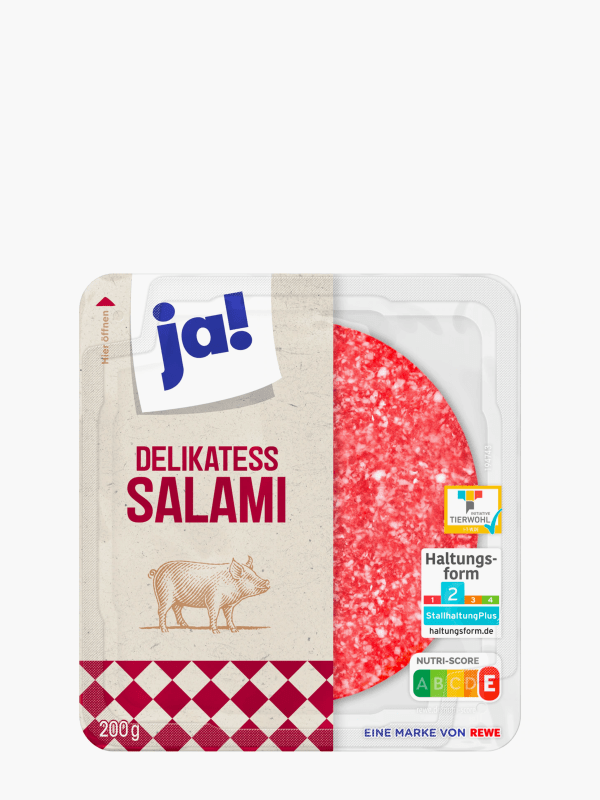 Hier öffnen
ja!
DELIKATESS
SALAMI
INITIATIVE
TIERWOHL
Haltungs-
form
1 2 3 4
StallhaltungPlus
haltungsform.de
NUTRI-SCORE
A B C D E
200g
EINE MARKE VON REWE